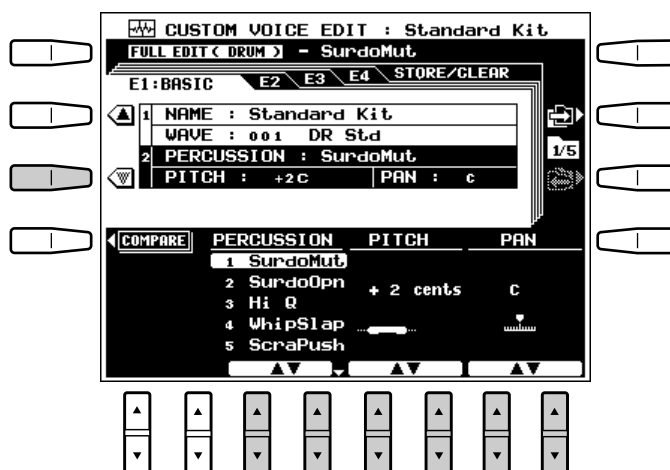 CUSTOM VOICE EDIT : Standard Kit
FULL EDIT( DRUM ) - SurdoMut
E1:BASIC E2 E3 E4 STORE/CLEAR
1 NAME : Standard Kit
WAVE : 001 DR Std
2 PERCUSSION : SurdoMut
PITCH : +2C PAN : C
1/5
COMPARE PERCUSSION PITCH PAN
1 SurdoMut
2 SurdoOpn + 2 cents C
3 Hi Q
4 WhipSlap
5 ScraPush